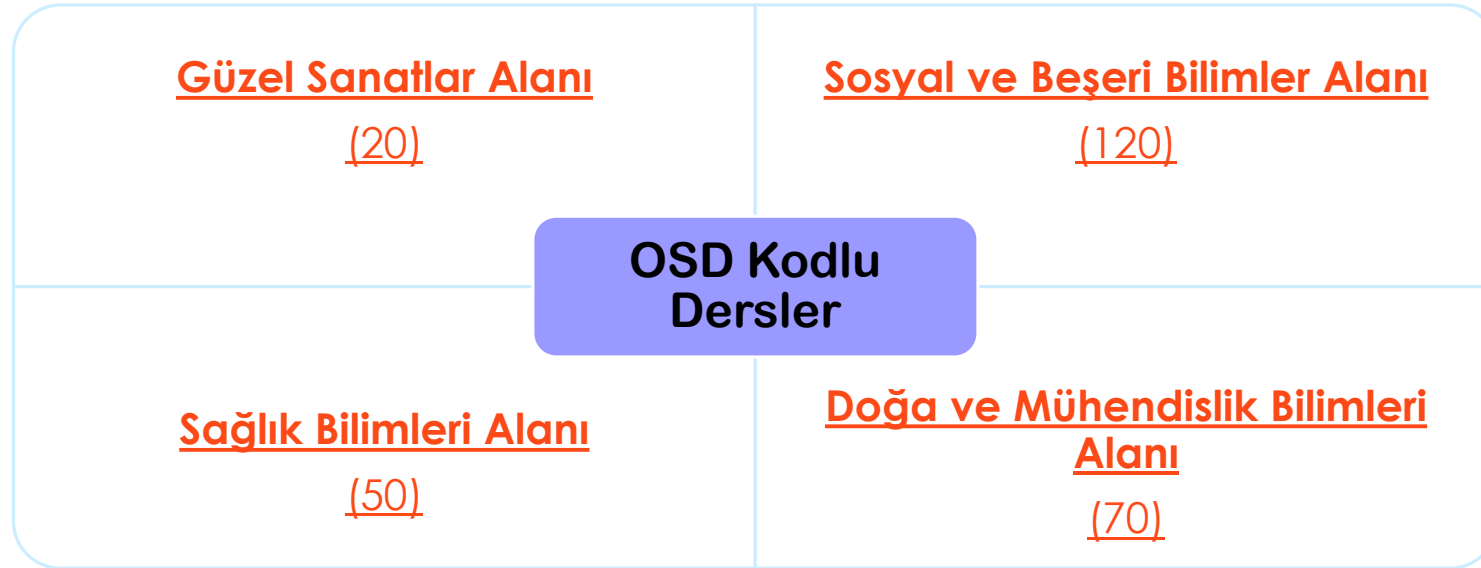 Güzel Sanatlar Alanı
(20)
Sosyal ve Beşeri Bilimler Alanı
(120)
OSD Kodlu
Dersler
Sağlık Bilimleri Alanı
(50)
Doğa ve Mühendislik Bilimleri
Alanı
(70)